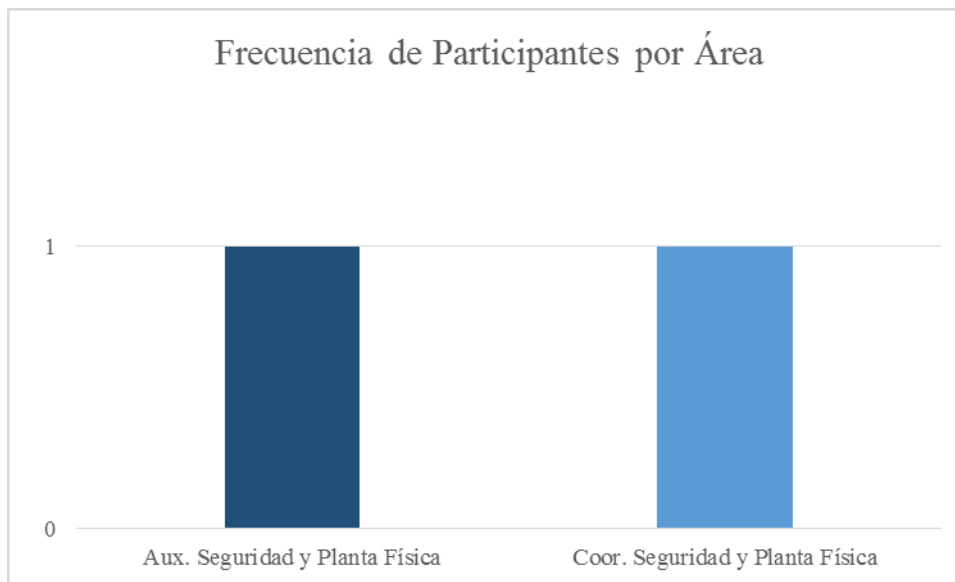 Frecuencia de Participantes por Área
1
0
Aux. Seguridad y Planta Física
Coor. Seguridad y Planta Física